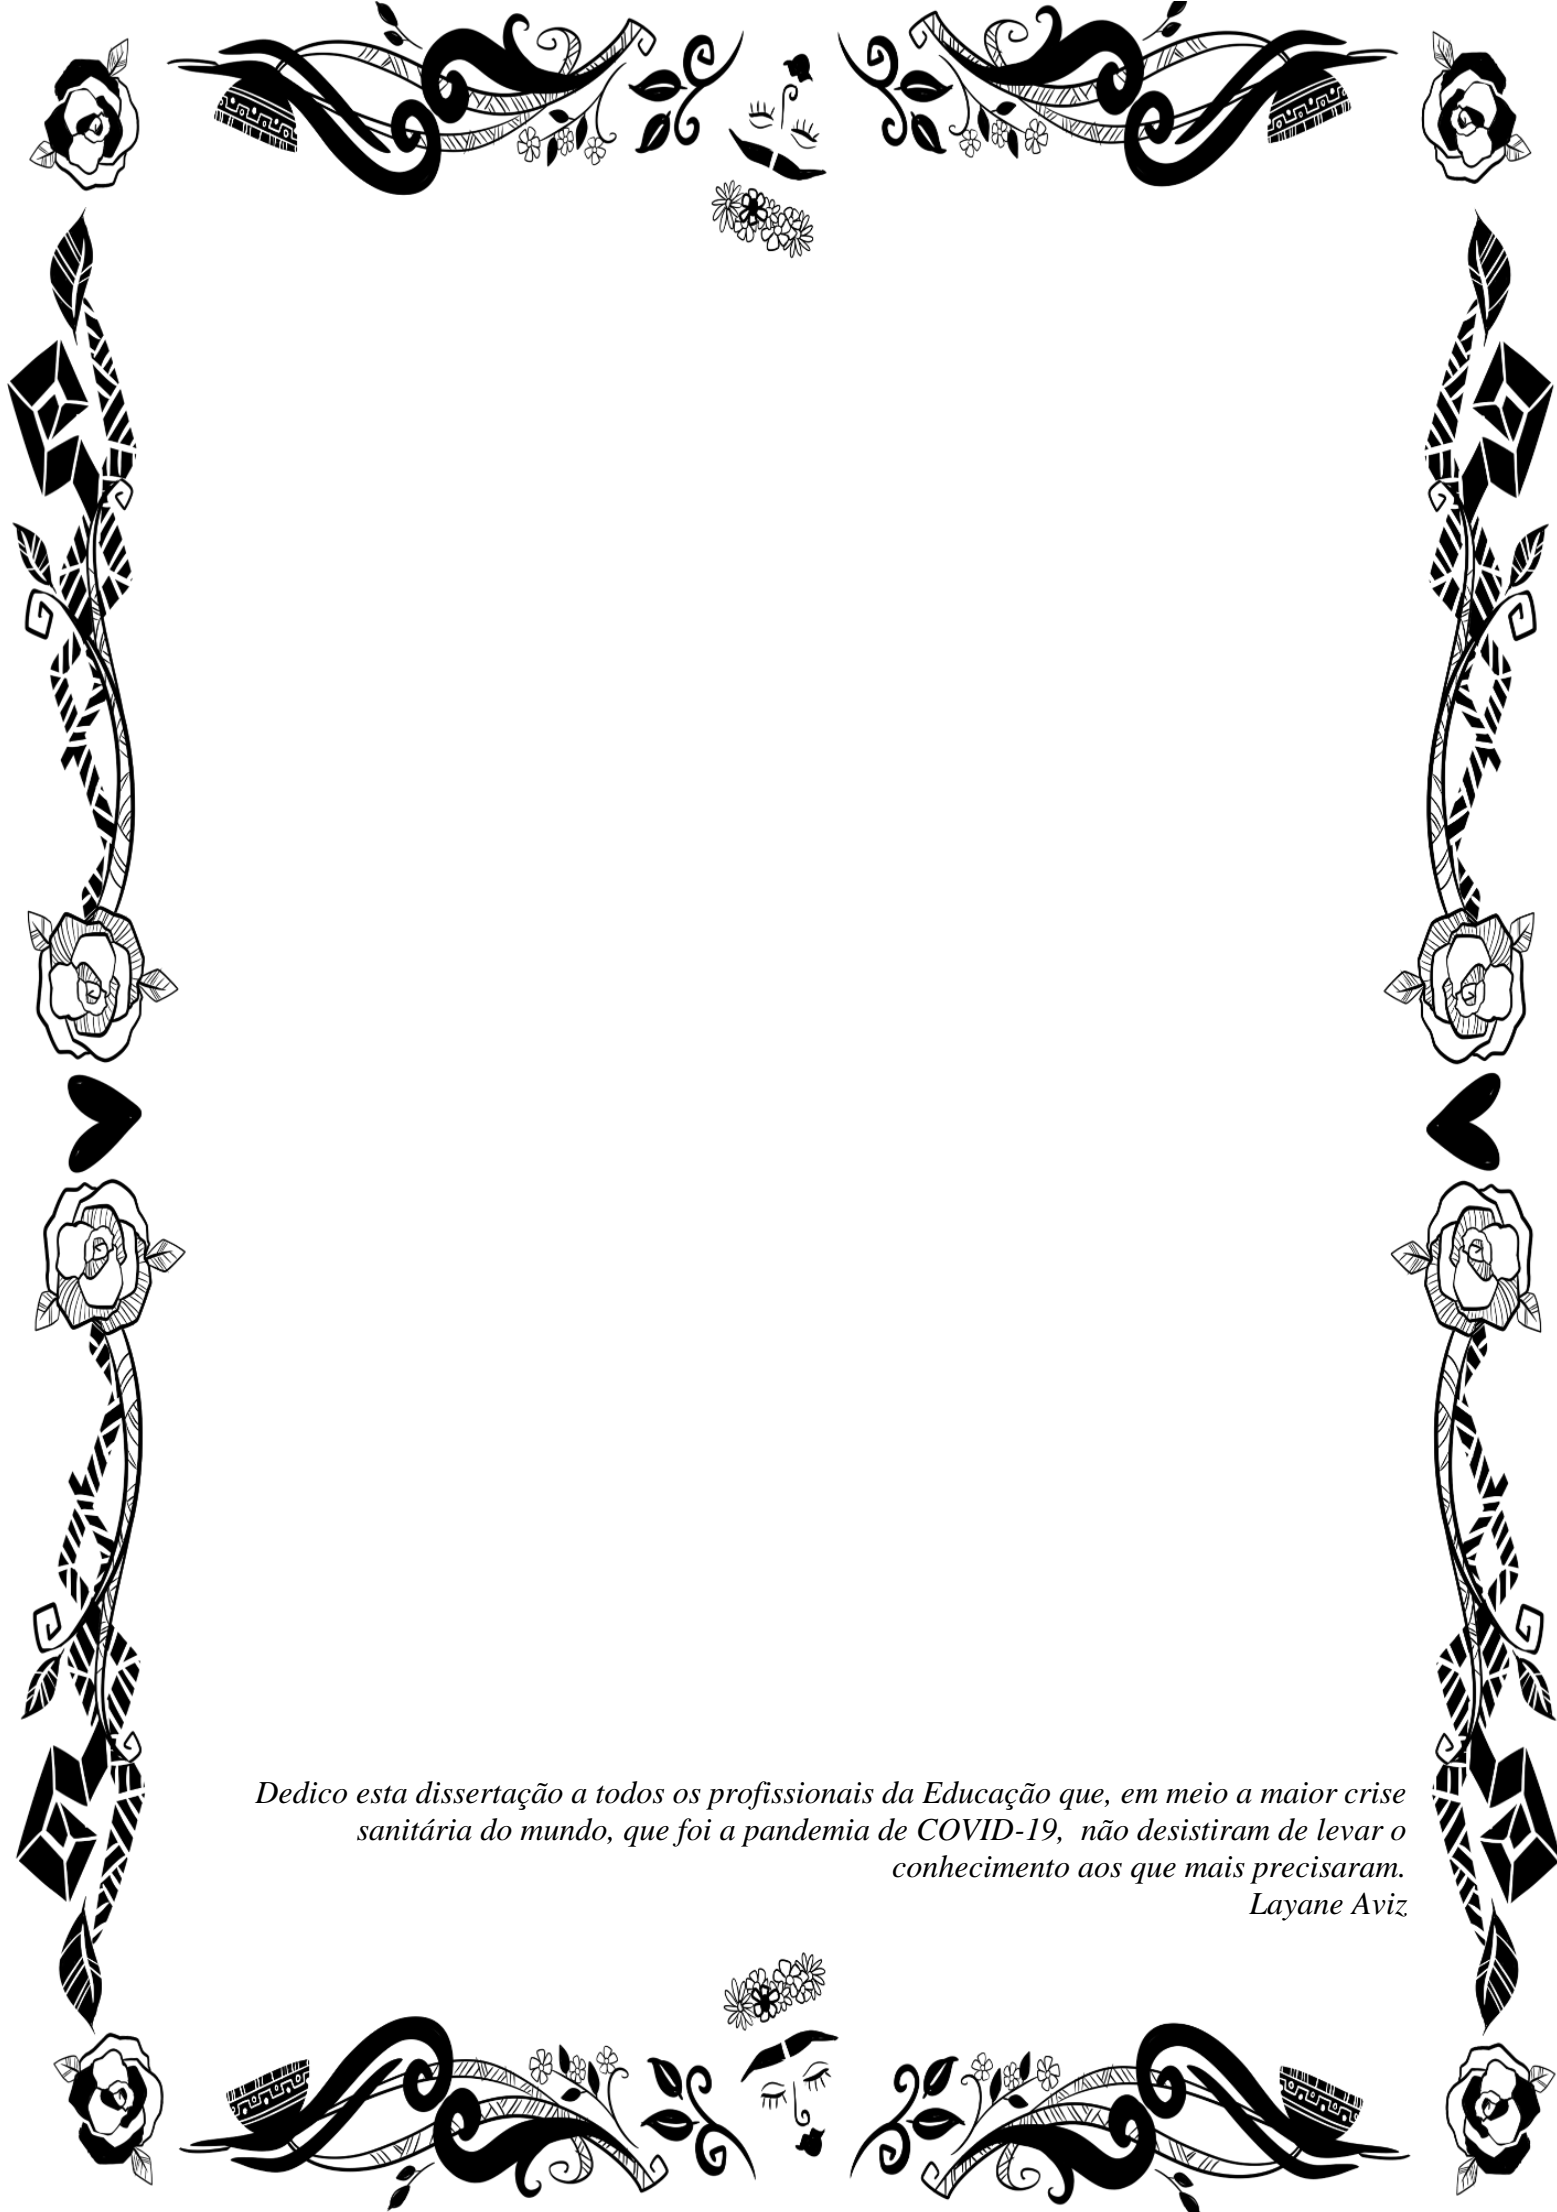 Dedico esta dissertação a todos os profissionais da Educação que, em meio a maior crise
sanitária do mundo, que foi a pandemia de COVID-19,  não desistiram de levar o
conhecimento aos que mais precisaram.
Layane Aviz